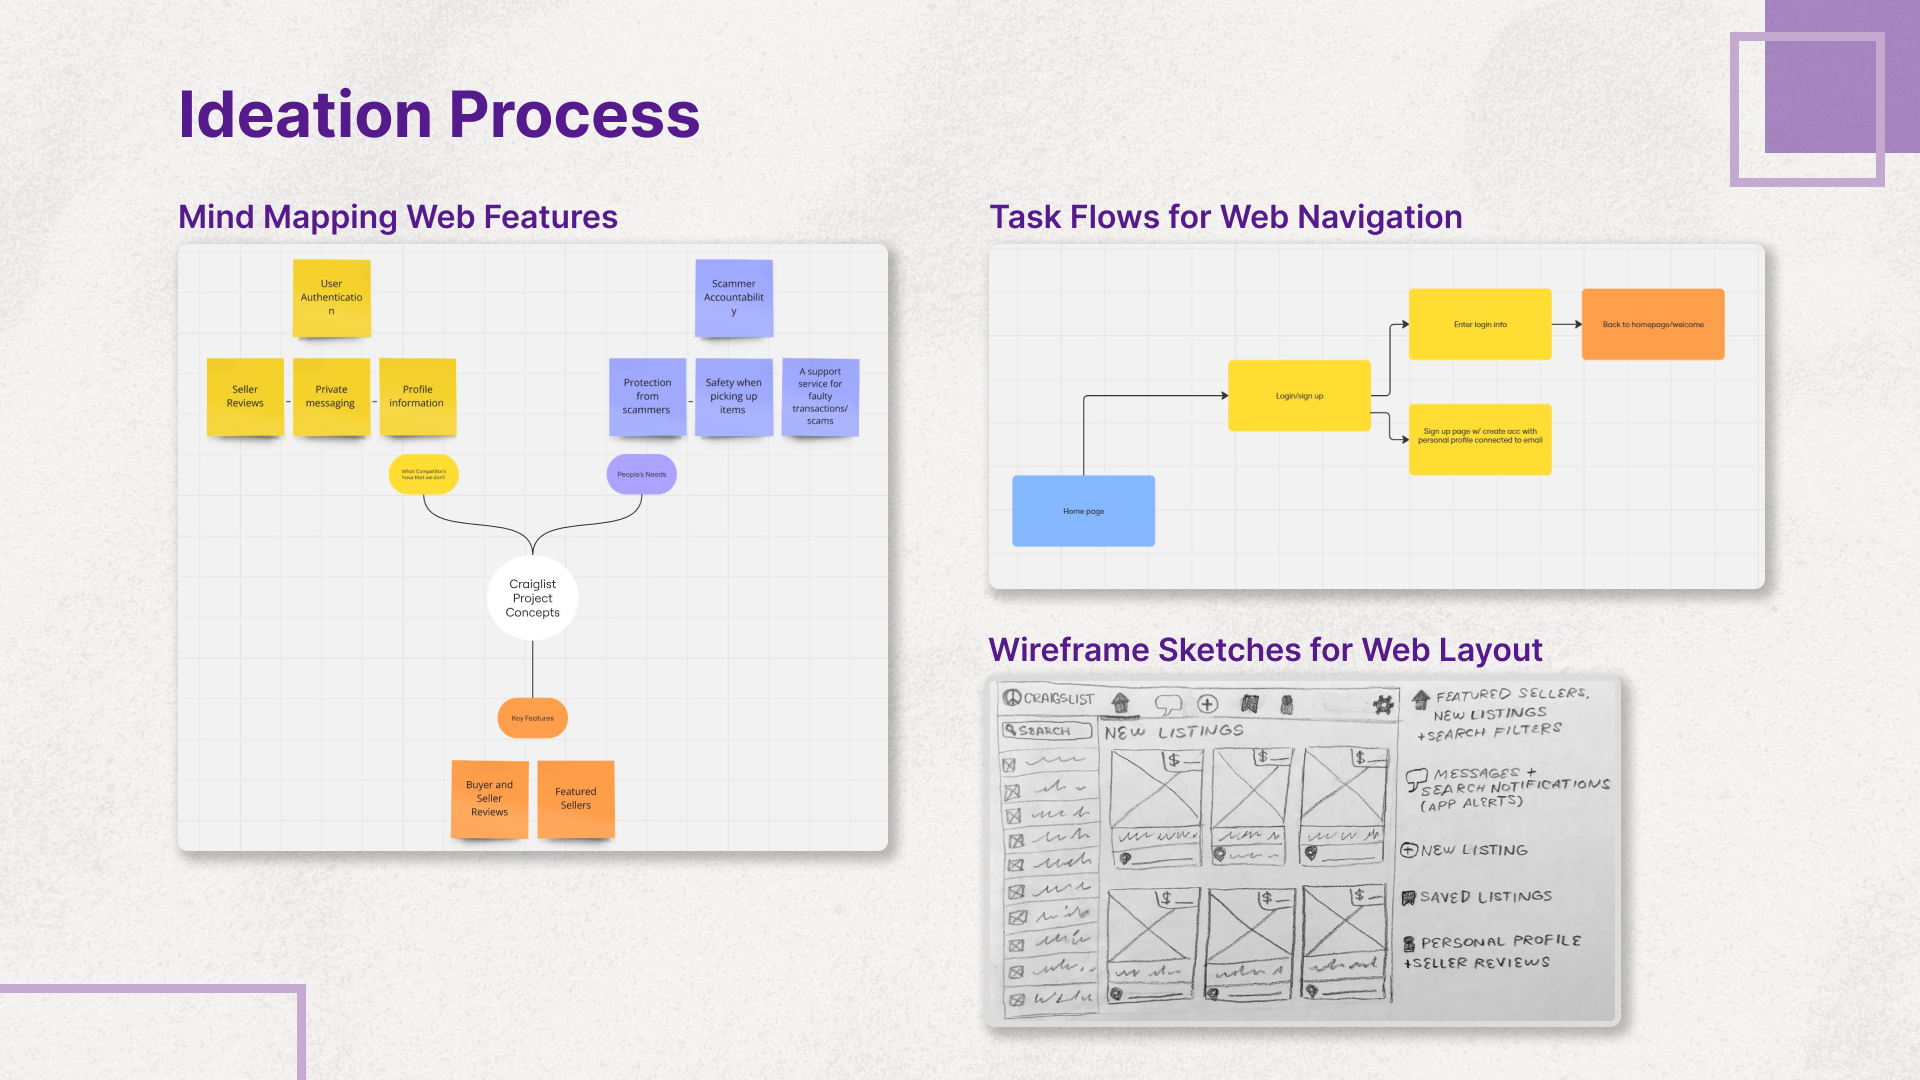 Ideation Process
Mind Mapping Web Features
User
Authenticatio
n
Scammer
Accountabilit
y
Seller
Reviews
Private
messaging
Profile
information
Protection
from
scammers
Safety when
picking up
items
A support
service for
faulty
transactions/
scams
What Competitor's
have that we don't
People's Needs
Craiglist
Project
Concepts
Key Features
Buyer and
Seller
Reviews
Featured
Sellers
Task Flows for Web Navigation
Enter login info
Back to homepage/welcome
Login/sign up
Sign up page w/ create acc with
personal profile connected to email
Home page
Wireframe Sketches for Web Layout
CRAIGSLIST
SEARCH
NEW LISTINGS
$
$
$
$
$
$
FEATURED SELLERS,
NEW LISTINGS
+SEARCH FILTERS
MESSAGES +
SEARCH NOTIFICATIONS
(APP ALERTS)
NEW LISTING
SAVED LISTINGS
PERSONAL PROFILE
+SELLER REVIEWS